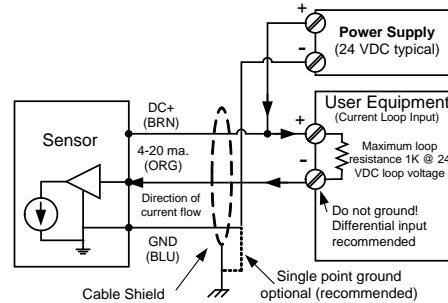 +
Power Supply
(24 VDC typical)
-
User Equipment
(Current Loop Input)
DC+
(BRN)
+
Sensor
4-20 ma.
(ORG)
-
Maximum loop
resistance 1K @ 24
VDC loop voltage
Direction of
current flow
Do not ground!
Differential input
recommended
GND
(BLU)
Cable Shield
Single point ground
optional (recommended)